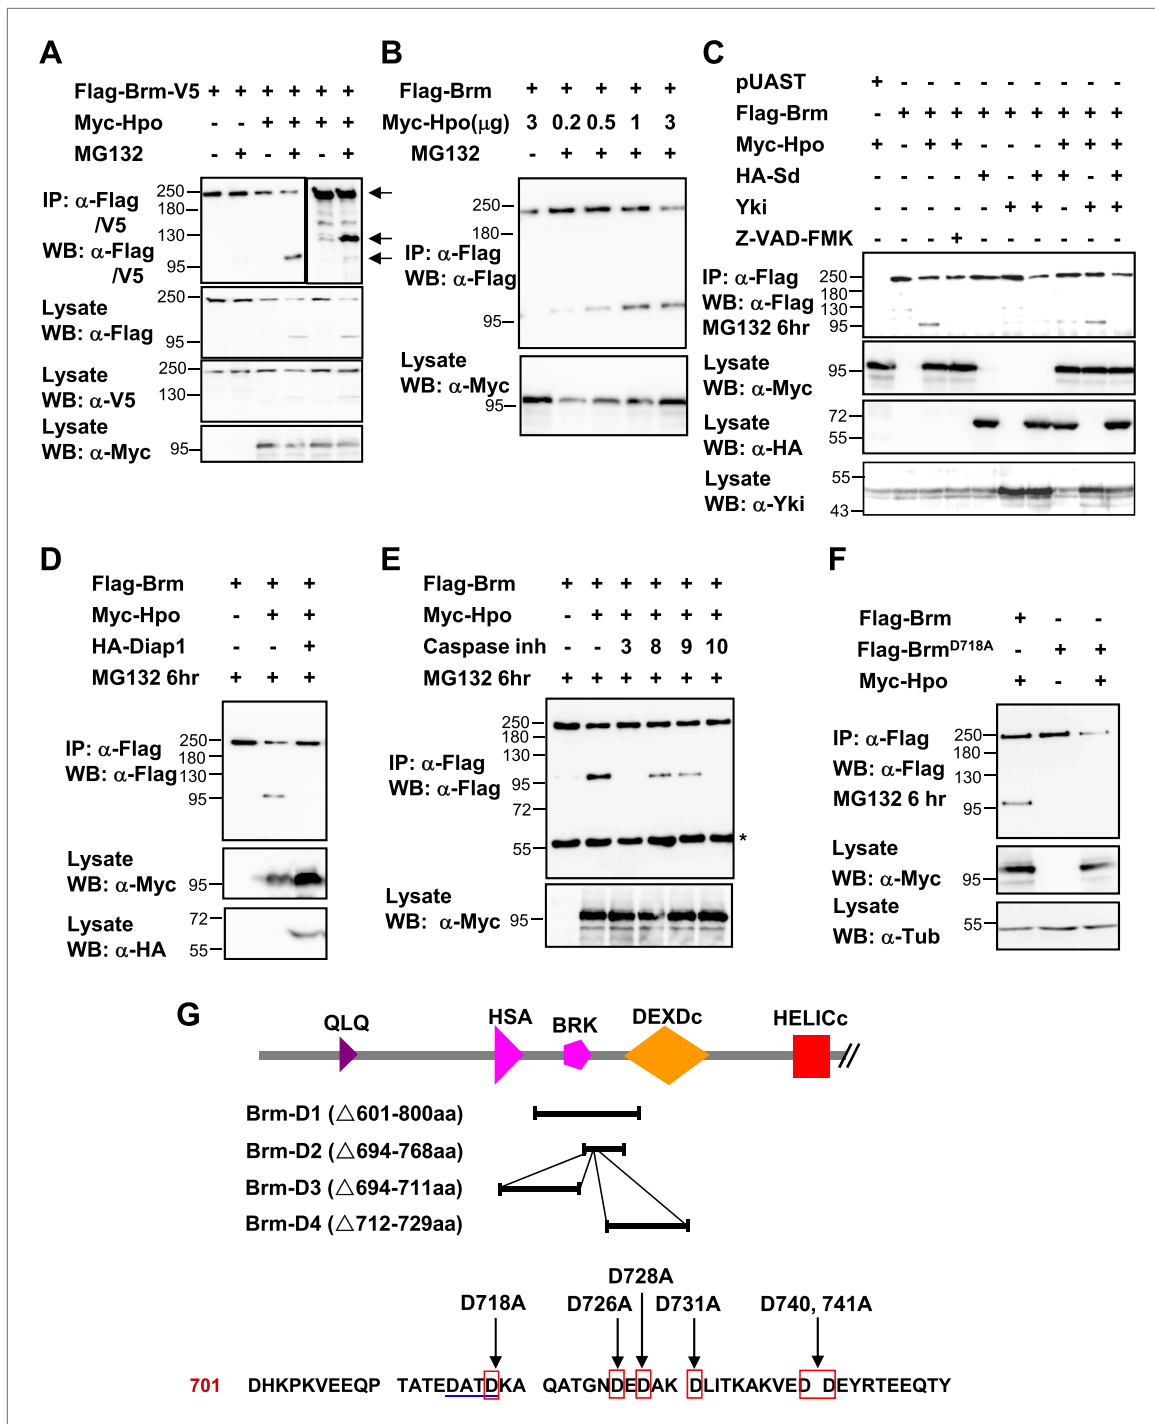 A
Flag-Brm-V5 + + + + + +
Myc-Hpo - - + + + +
MG132 - + - + - +
IP: α-Flag
/V5
WB: α-Flag
/V5
250
180
130
95
Lysate
WB: α-Flag
250
95
Lysate
WB: α-V5
250
130
Lysate
WB: α-Myc
95
B
Flag-Brm + + + + +
Myc-Hpo(μg) 3 0.2 0.5 1 3
MG132 - + + + +
IP: α-Flag
WB: α-Flag
250
180
95
Lysate
WB: α-Myc
95
C
pUAST + - - - - - - - - -
Flag-Brm - + + + + + + + + +
Myc-Hpo + - + + - - - + + +
HA-Sd - - - - + - + + - +
Yki - - - - - + + - + +
Z-VAD-FMK - - - + - - - - - -
IP: α-Flag
WB: α-Flag
MG132 6hr
250
180
130
95
Lysate
WB: α-Myc
95
Lysate
WB: α-HA
72
55
Lysate
WB: α-Yki
55
43
D
Flag-Brm + + +
Myc-Hpo - + +
HA-Diap1 - - +
MG132 6hr + + +
IP: α-Flag
WB: α-Flag
250
180
130
95
Lysate
WB: α-Myc
95
Lysate
WB: α-HA
72
55
E
Flag-Brm + + + + + +
Myc-Hpo - + + + + +
Caspase inh - - 3 8 9 10
MG132 6hr + + + + + +
IP: α-Flag
WB: α-Flag
250
180
130
95
72
55
*
Lysate
WB: α-Myc
95
F
Flag-Brm + - -
Flag-BrmD718A - + +
Myc-Hpo + - +
IP: α-Flag
WB: α-Flag
MG132 6 hr
250
180
130
95
Lysate
WB: α-Myc
95
Lysate
WB: α-Tub
55
G
QLQ HSA BRK DEXDc HELICc
Brm-D1 (△601-800aa)
Brm-D2 (△694-768aa)
Brm-D3 (△694-711aa)
Brm-D4 (△712-729aa)
D728A
D718A D726A D731A D740, 741A
701 DHKPKVEEQP TATEDATDKA QATGNDEDAK DLITKAKVED DEYRTEEQTY